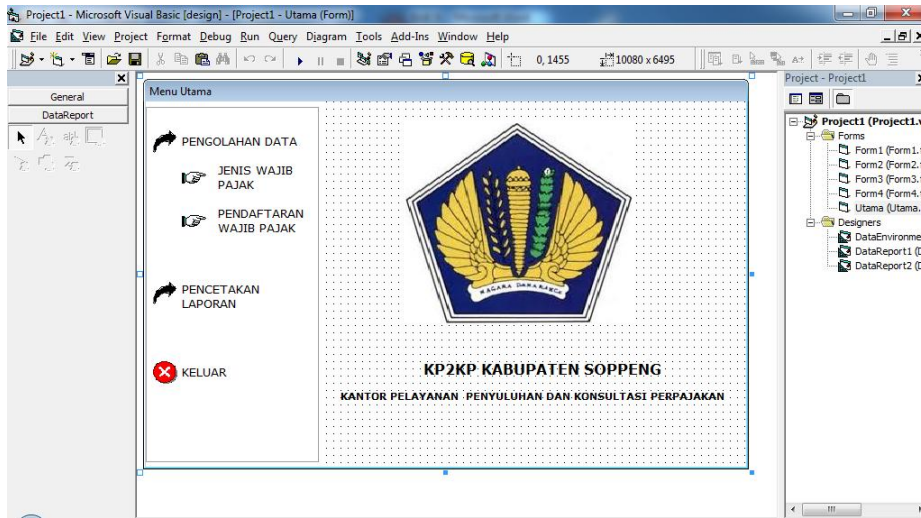 Project1 - Microsoft Visual Basic [design] - [Project1 - Utama (Form)]
File Edit View Project Format Debug Run Query Diagram Tools Add-Ins Window Help
0, 1455
10080 x 6495
General
DataReport
Menu Utama
PENGOLAHAN DATA
JENIS WAJIB
PAJAK
PENDAFTARAN
WAJIB PAJAK
PENCETAKAN
LAPORAN
KELUAR
NAGARA DANA RAKCA
KP2KP KABUPATEN SOPPENG
KANTOR PELAYANAN PENYULUHAN DAN KONSULTASI PERPAJAKAN
Project - Project1
Project1 (Project1.v
Forms
Form1 (Form1.
Form2 (Form2.
Form3 (Form3.
Form4 (Form4.
Utama (Utama.
Designers
DataEnvironme
DataReport1 (D
DataReport2 (D